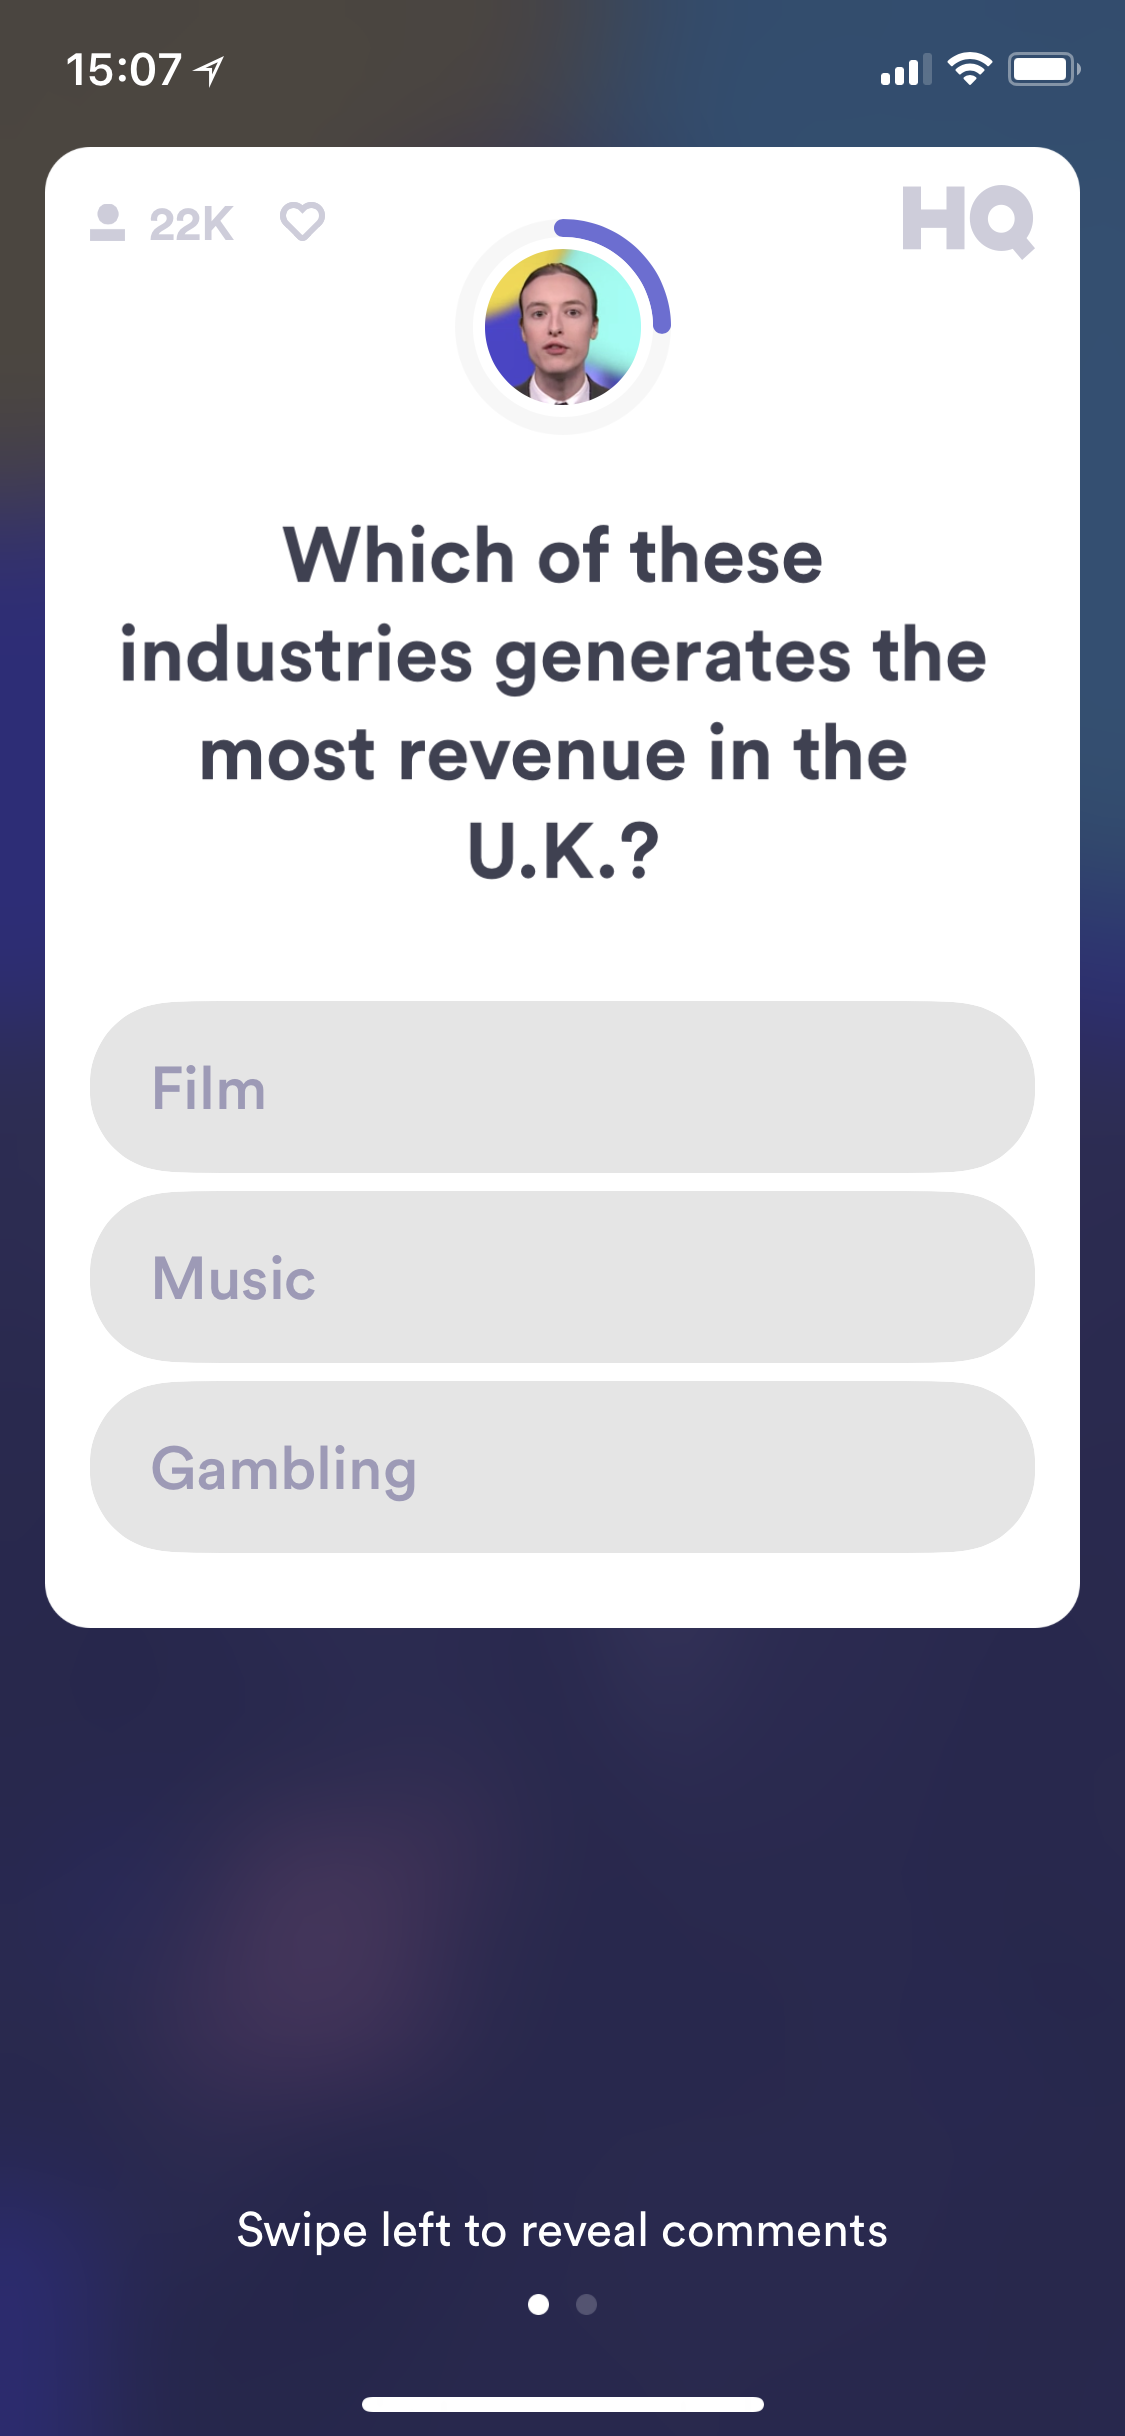 15:07
22K
HQ
Which of these
industries generates the
most revenue in the
U.K.?
Film
Music
Gambling
Swipe left to reveal comments